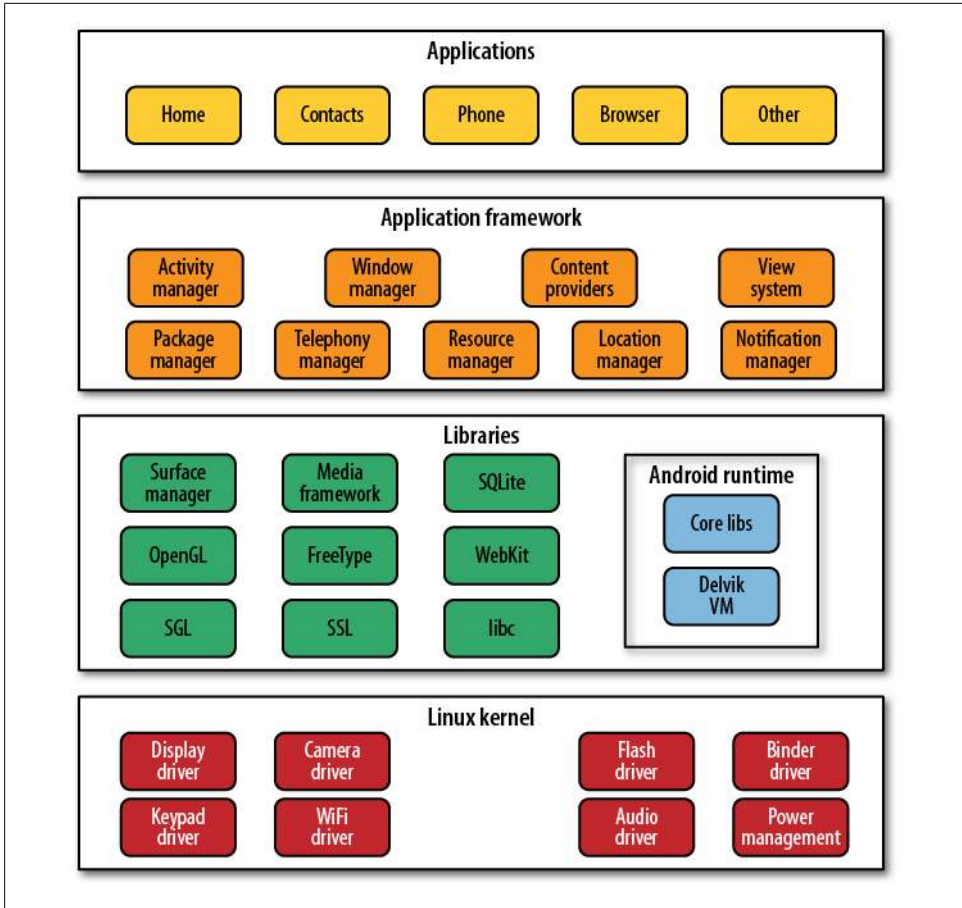 Applications
Home
Contacts
Phone
Browser
Other
Application framework
Activity
manager
Window
manager
Content
providers
View
system
Package
manager
Telephony
manager
Resource
manager
Location
manager
Notification
manager
Libraries
Surface
manager
Media
framework
SQLite
OpenGL
FreeType
WebKit
SGL
SSL
libc
Android runtime
Core libs
Delvik
VM
Linux kernel
Display
driver
Camera
driver
Flash
driver
Binder
driver
Keypad
driver
WiFi
driver
Audio
driver
Power
management